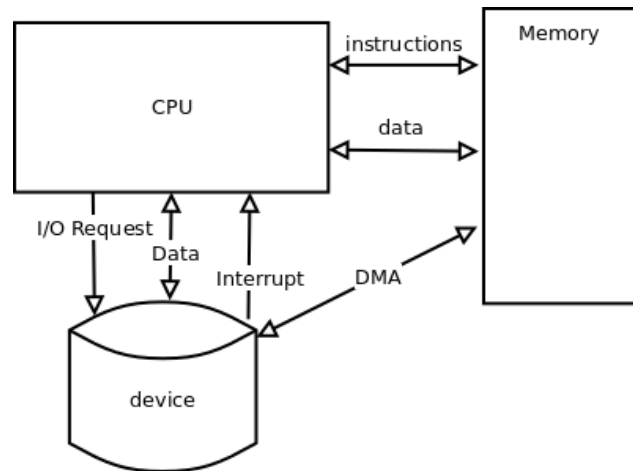 instructions
Memory
CPU
data
I/O Request
Data
Interrupt
DMA
device